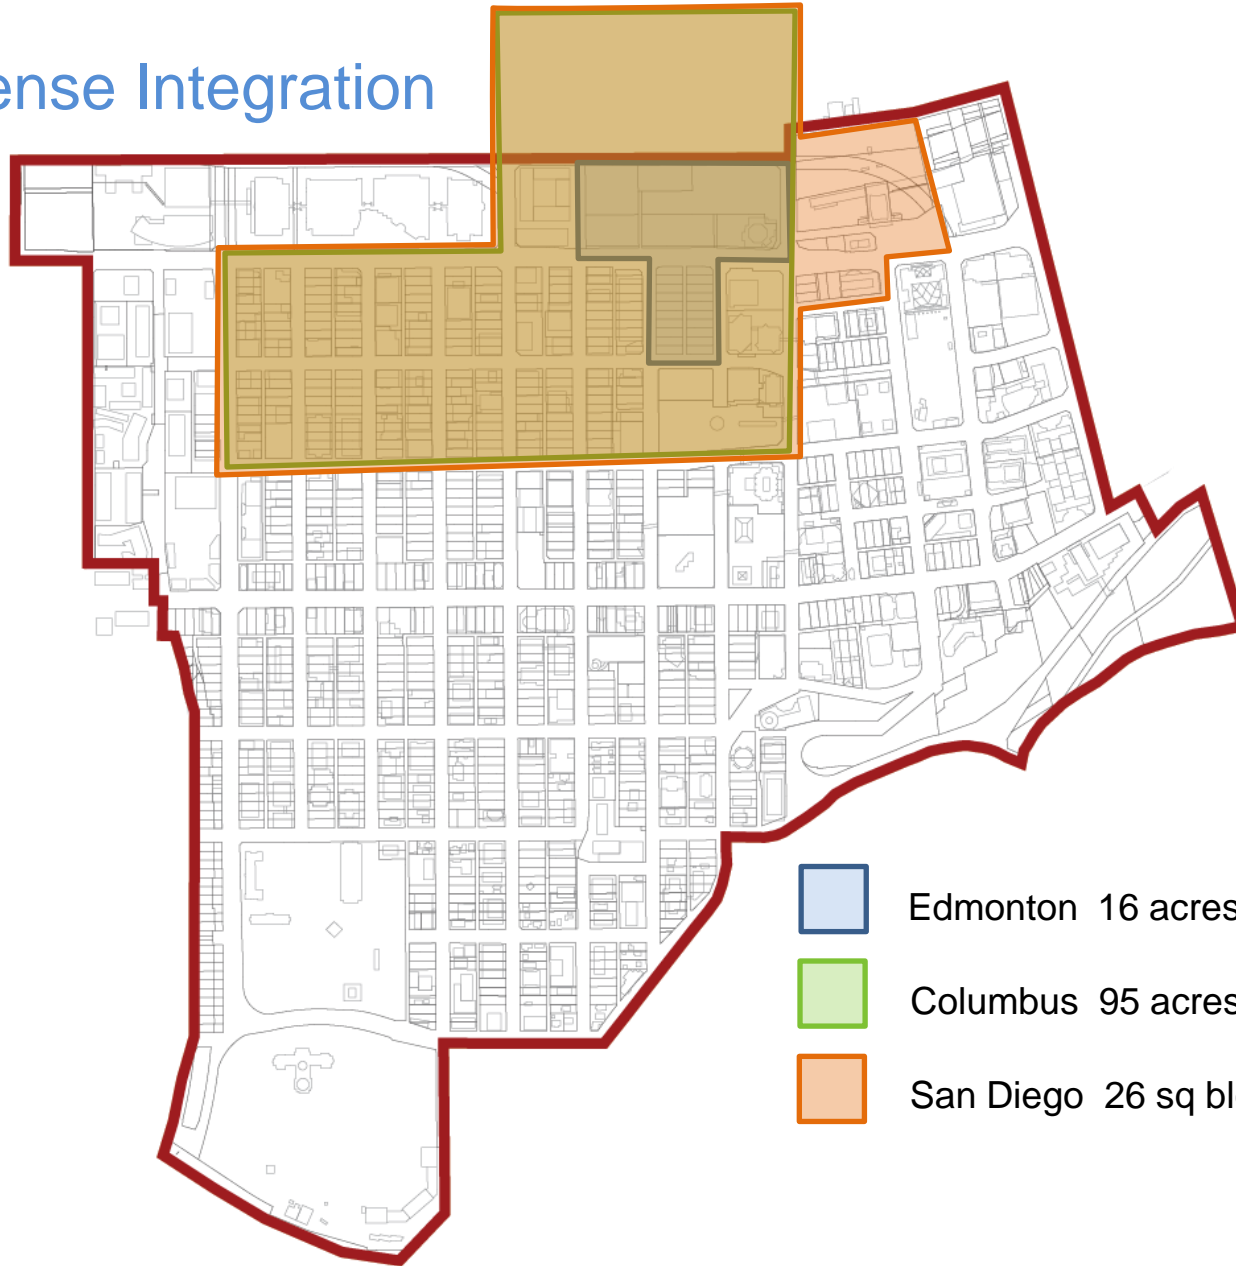 ense Integration
Edmonton 16 acres
Columbus 95 acres
San Diego 26 sq bl